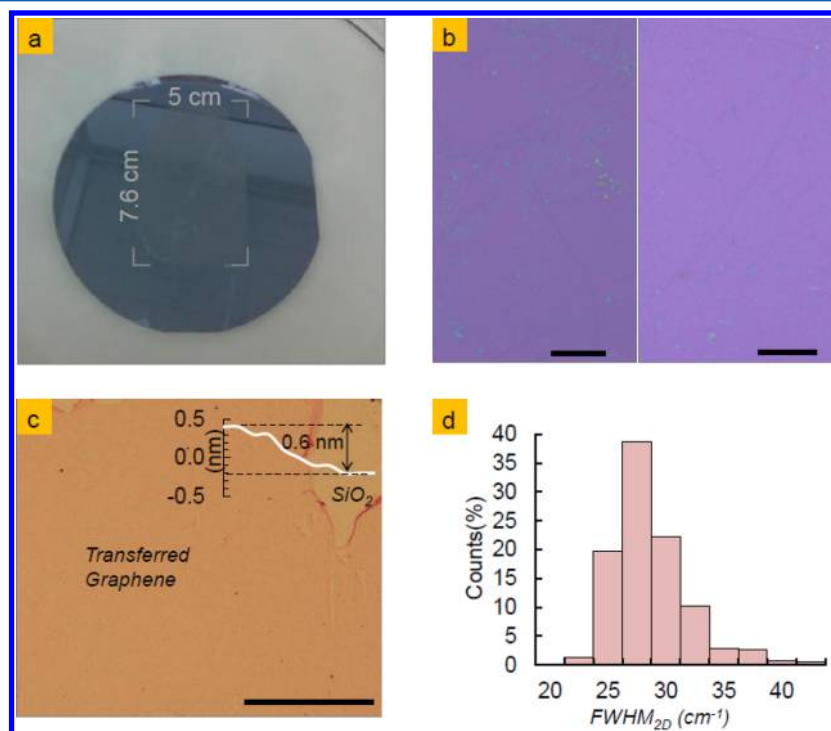 a
5 cm
7.6 cm
b
c
0.5
0.0
-0.5
(nm)
0.6 nm
SiO₂
Transferred
Graphene
d
40
35
30
25
20
15
10
5
0
Counts(%)
20 25 30 35 40
FWHM₂D (cm⁻¹)